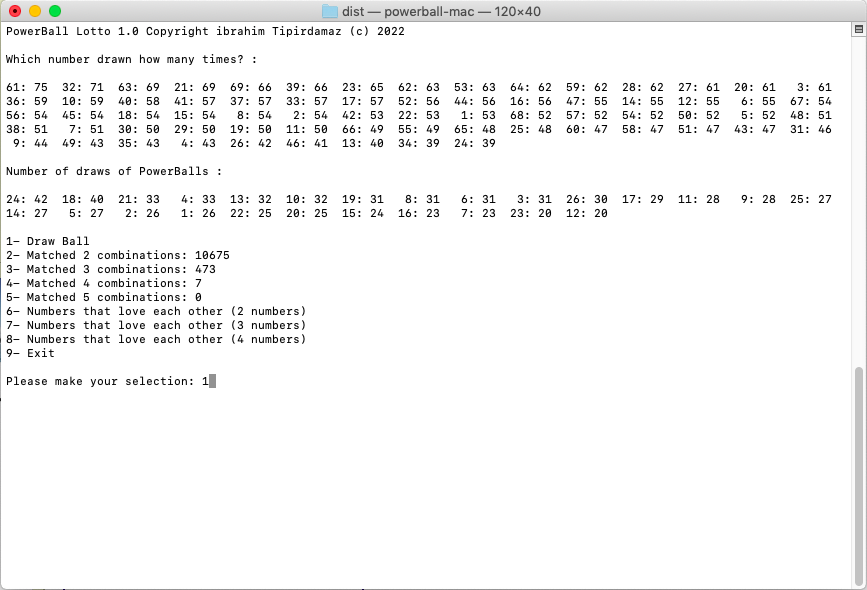 dist — powerball-mac — 120×40
PowerBall Lotto 1.0 Copyright ibrahim Tipirdamaz (c) 2022
Which number drawn how many times? :
61: 75  32: 71  63: 69  21: 69  69: 66  39: 66  23: 65  62: 63  53: 63  64: 62  59: 62  28: 62  27: 61  20: 61   3: 61
36: 59  10: 59  40: 58  41: 57  37: 57  33: 57  17: 57  52: 56  44: 56  16: 56  47: 55  14: 55  12: 55   6: 55  67: 54
56: 54  45: 54  18: 54  15: 54   8: 54   2: 54  42: 53  22: 53   1: 53  68: 52  57: 52  54: 52  50: 52   5: 52  48: 51
38: 51   7: 51  30: 50  29: 50  19: 50  11: 50  66: 49  55: 49  65: 48  25: 48  60: 47  58: 47  51: 47  43: 47  31: 46
 9: 44  49: 43  35: 43   4: 43  26: 42  46: 41  13: 40  34: 39  24: 39
Number of draws of PowerBalls :
24: 42  18: 40  21: 33   4: 33  13: 32  10: 32  19: 31   8: 31   6: 31   3: 31  26: 30  17: 29  11: 28   9: 28  25: 27
14: 27   5: 27   2: 26   1: 26  22: 25  20: 25  15: 24  16: 23   7: 23  23: 20  12: 20
1- Draw Ball
2- Matched 2 combinations: 10675
3- Matched 3 combinations: 473
4- Matched 4 combinations: 7
5- Matched 5 combinations: 0
6- Numbers that love each other (2 numbers)
7- Numbers that love each other (3 numbers)
8- Numbers that love each other (4 numbers)
9- Exit
Please make your selection: 1